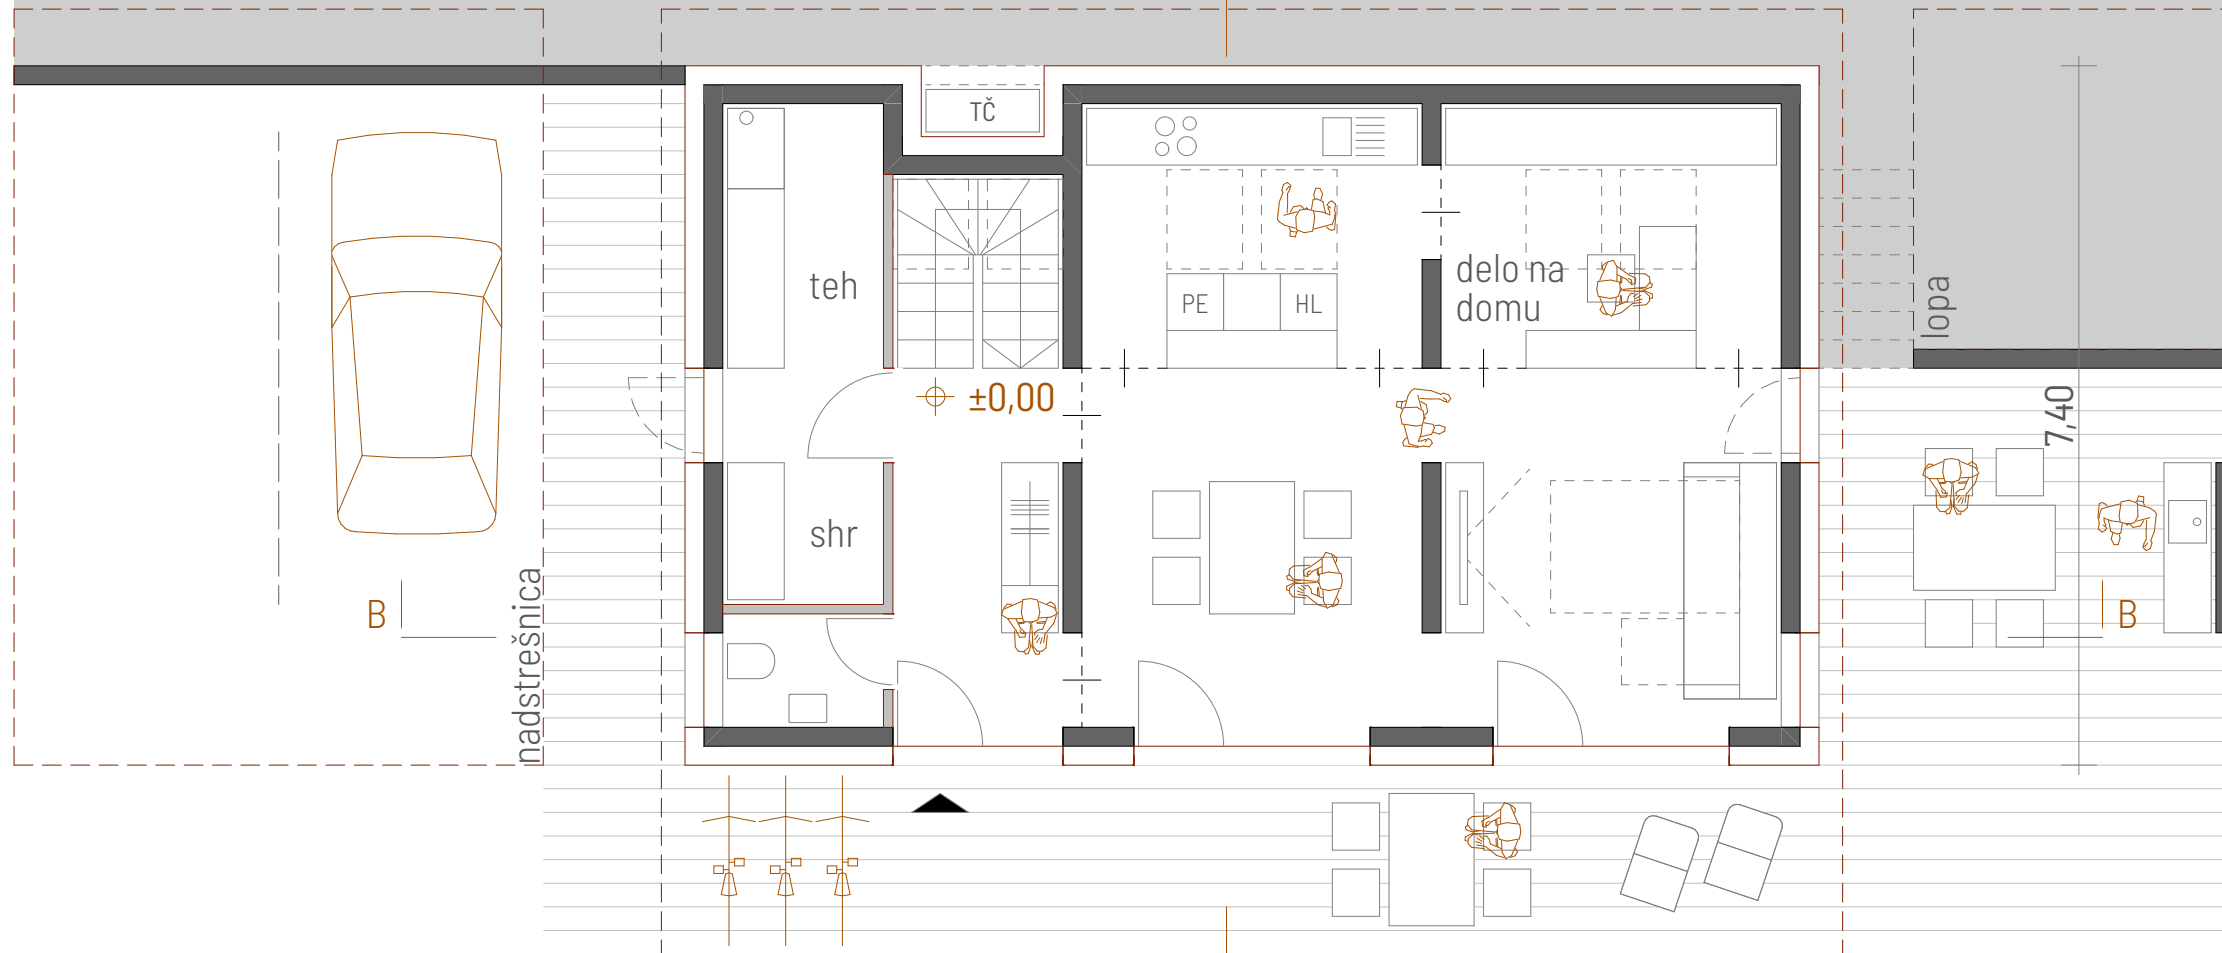 TČ
teh
delo na
domu
PE
HL
lopa
±0,00
7,40
shr
nadstrešnica
B
B